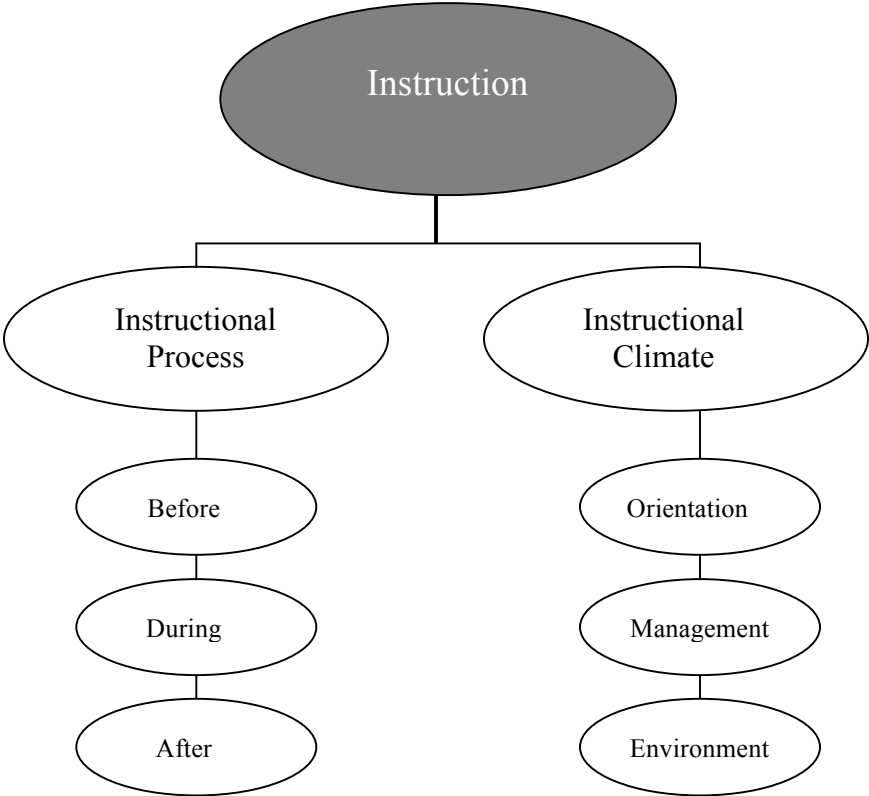 Instruction
Instructional
Process
Instructional
Climate
Before
Orientation
During
Management
After
Environment